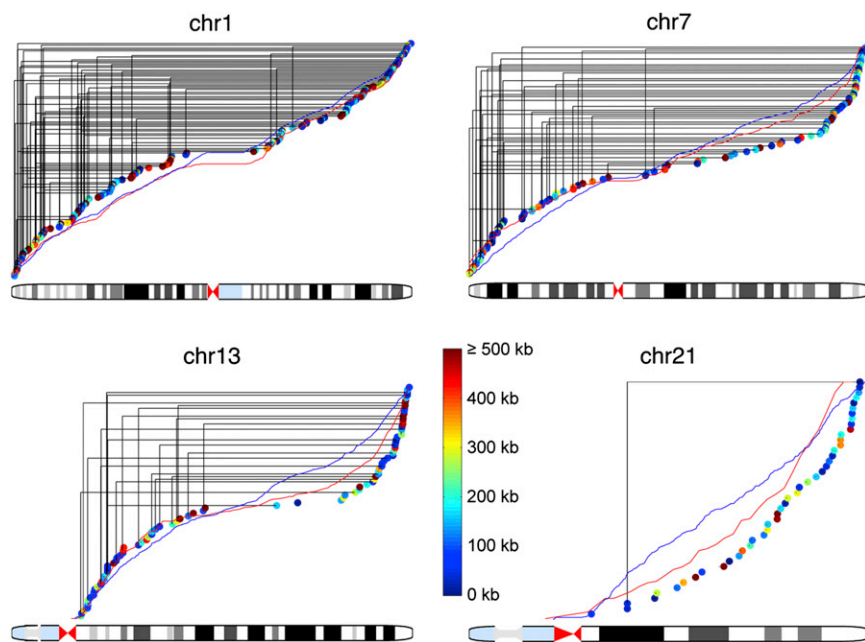 chr1
chr7
chr13
chr21
≥ 500 kb
400 kb
300 kb
200 kb
100 kb
0 kb